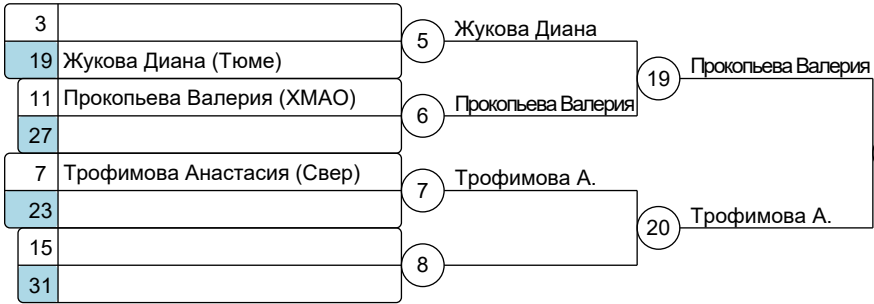 3
5
Жукова Диана
19 Жукова Диана (Тюме)
19
Прокопьева Валерия
11 Прокопьева Валерия (ХМАО)
6
Прокопьева Валерия
27
7 Трофимова Анастасия (Свер)
7
Трофимова А.
23
20
Трофимова А.
15
8
31